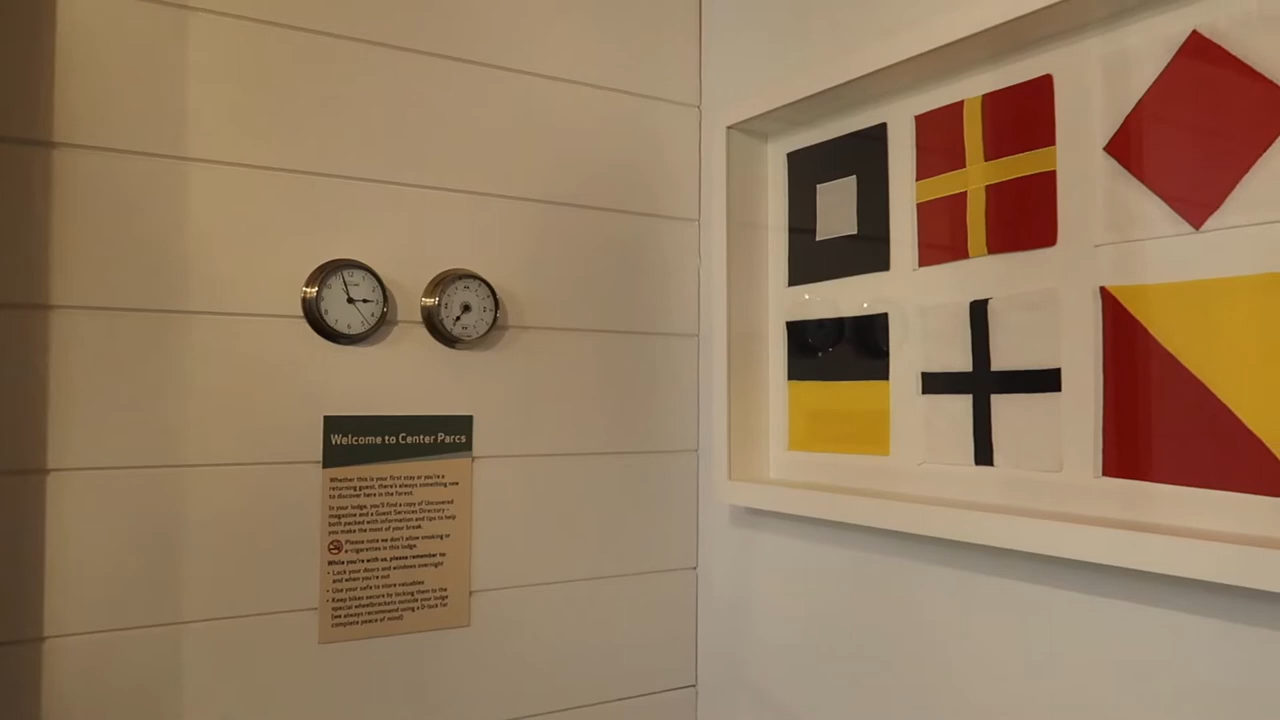 12
Welcome to Center Parcs
Whether this is your first stay or you're a
returning guest, there's always something new
to discover here in the forest.
In your lodge, you'll find a copy of Uncovered
magazine and a Guest Services Directory –
both packed with information and tips to help
you make the most of your break.
Please note we don't allow smoking or
e-cigarettes in this lodge.
While you're with us, please remember to:
• Lock your doors and windows overnight
and when you're out
• Use your safe to store valuables
• Keep bikes secure by locking them to the
special wheelbrackets outside your lodge
(we always recommend using a D-lock for
complete peace of mind)